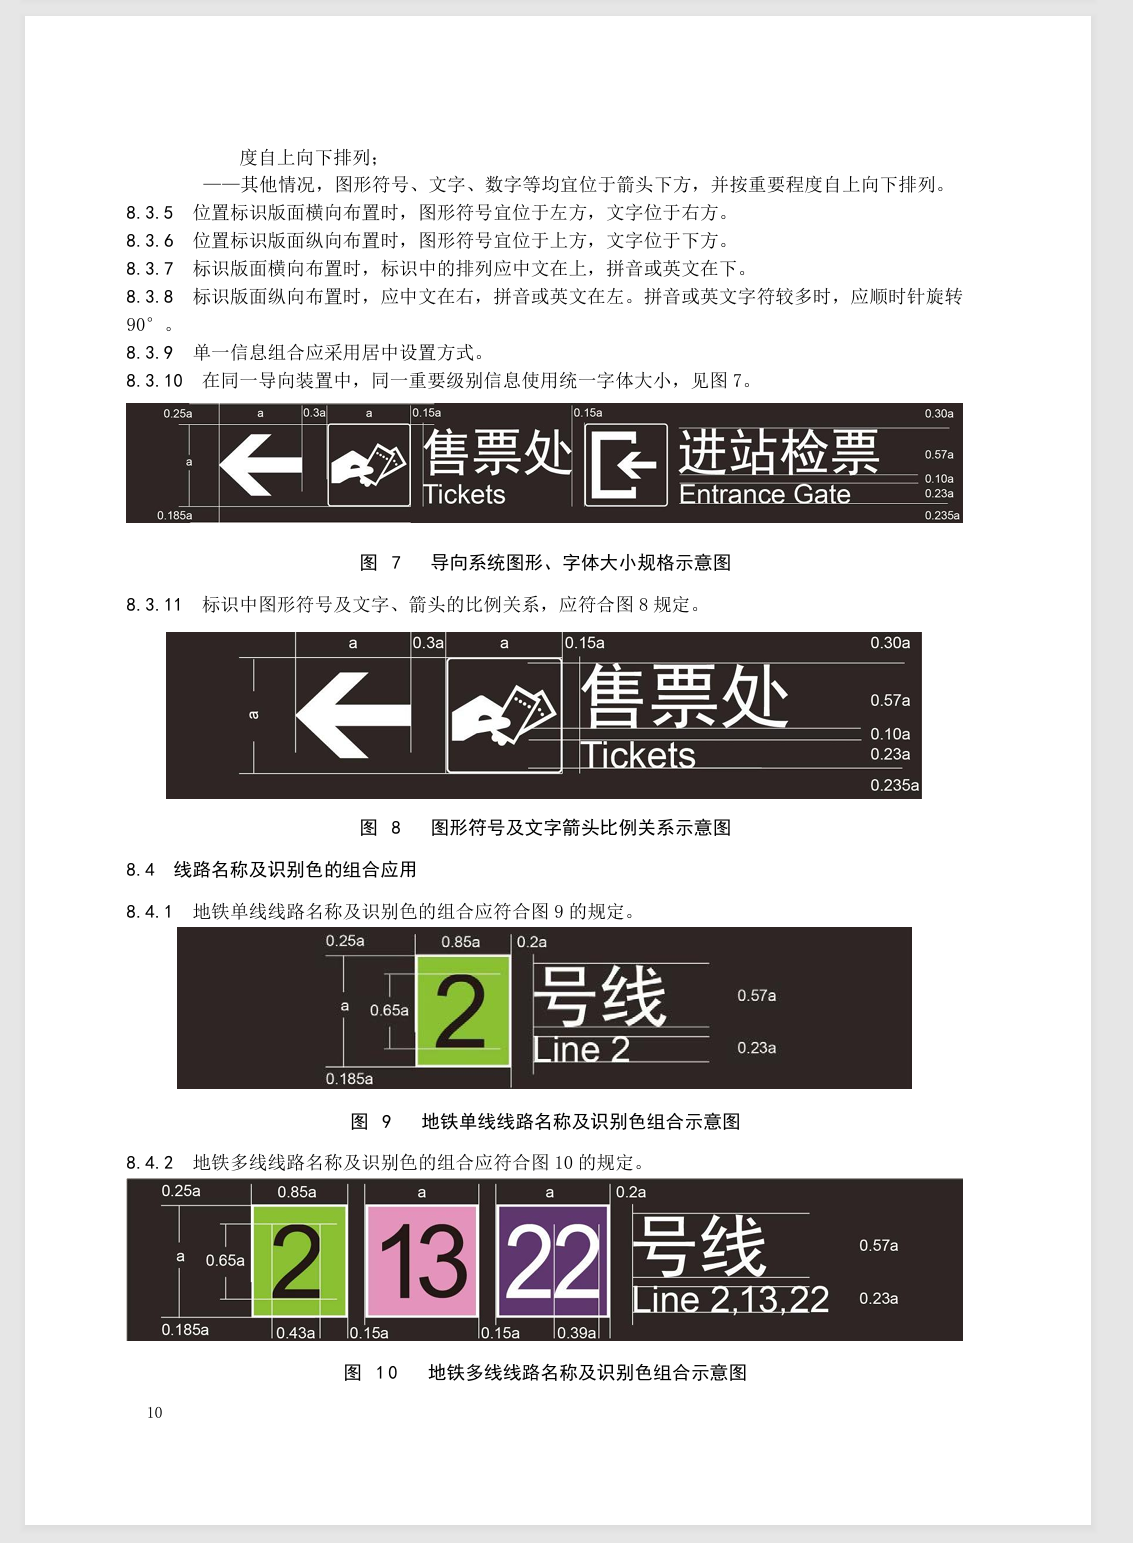 度自上向下排列；
——其他情况，图形符号、文字、数字等均宜位于箭头下方，并按重要程度自上向下排列。
8.3.5 位置标识版面横向布置时，图形符号宜位于左方，文字位于右方。
8.3.6 位置标识版面纵向布置时，图形符号宜位于上方，文字位于下方。
8.3.7 标识版面横向布置时，标识中的排列应中文在上，拼音或英文在下。
8.3.8 标识版面纵向布置时，应中文在右，拼音或英文在左。拼音或英文字符较多时，应顺时针旋转
90°。
8.3.9 单一信息组合应采用居中设置方式。
8.3.10 在同一导向装置中，同一重要级别信息使用统一字体大小，见图 7。
0.25a a 0.3a a 0.15a 0.15a 0.30a
售票处 进站检票 0.57a
a
0.10a
Tickets Entrance Gate 0.23a
0.185a 0.235a
图 7 导向系统图形、字体大小规格示意图
8.3.11 标识中图形符号及文字、箭头的比例关系，应符合图 8 规定。
a 0.3a a 0.15a 0.30a
售票处 0.57a
a
0.10a
Tickets 0.23a
0.235a
图 8 图形符号及文字箭头比例关系示意图
8.4 线路名称及识别色的组合应用
8.4.1 地铁单线线路名称及识别色的组合应符合图 9 的规定。
0.25a 0.85a 0.2a
a 0.65a 2 号线 0.57a
Line 2 0.23a
0.185a
图 9 地铁单线线路名称及识别色组合示意图
8.4.2 地铁多线线路名称及识别色的组合应符合图 10 的规定。
0.25a 0.85a a a 0.2a
a 0.65a 2 13 22 号线 0.57a
Line 2,13,22 0.23a
0.185a 0.43a 0.15a 0.15a 0.39a
图 10 地铁多线线路名称及识别色组合示意图
10